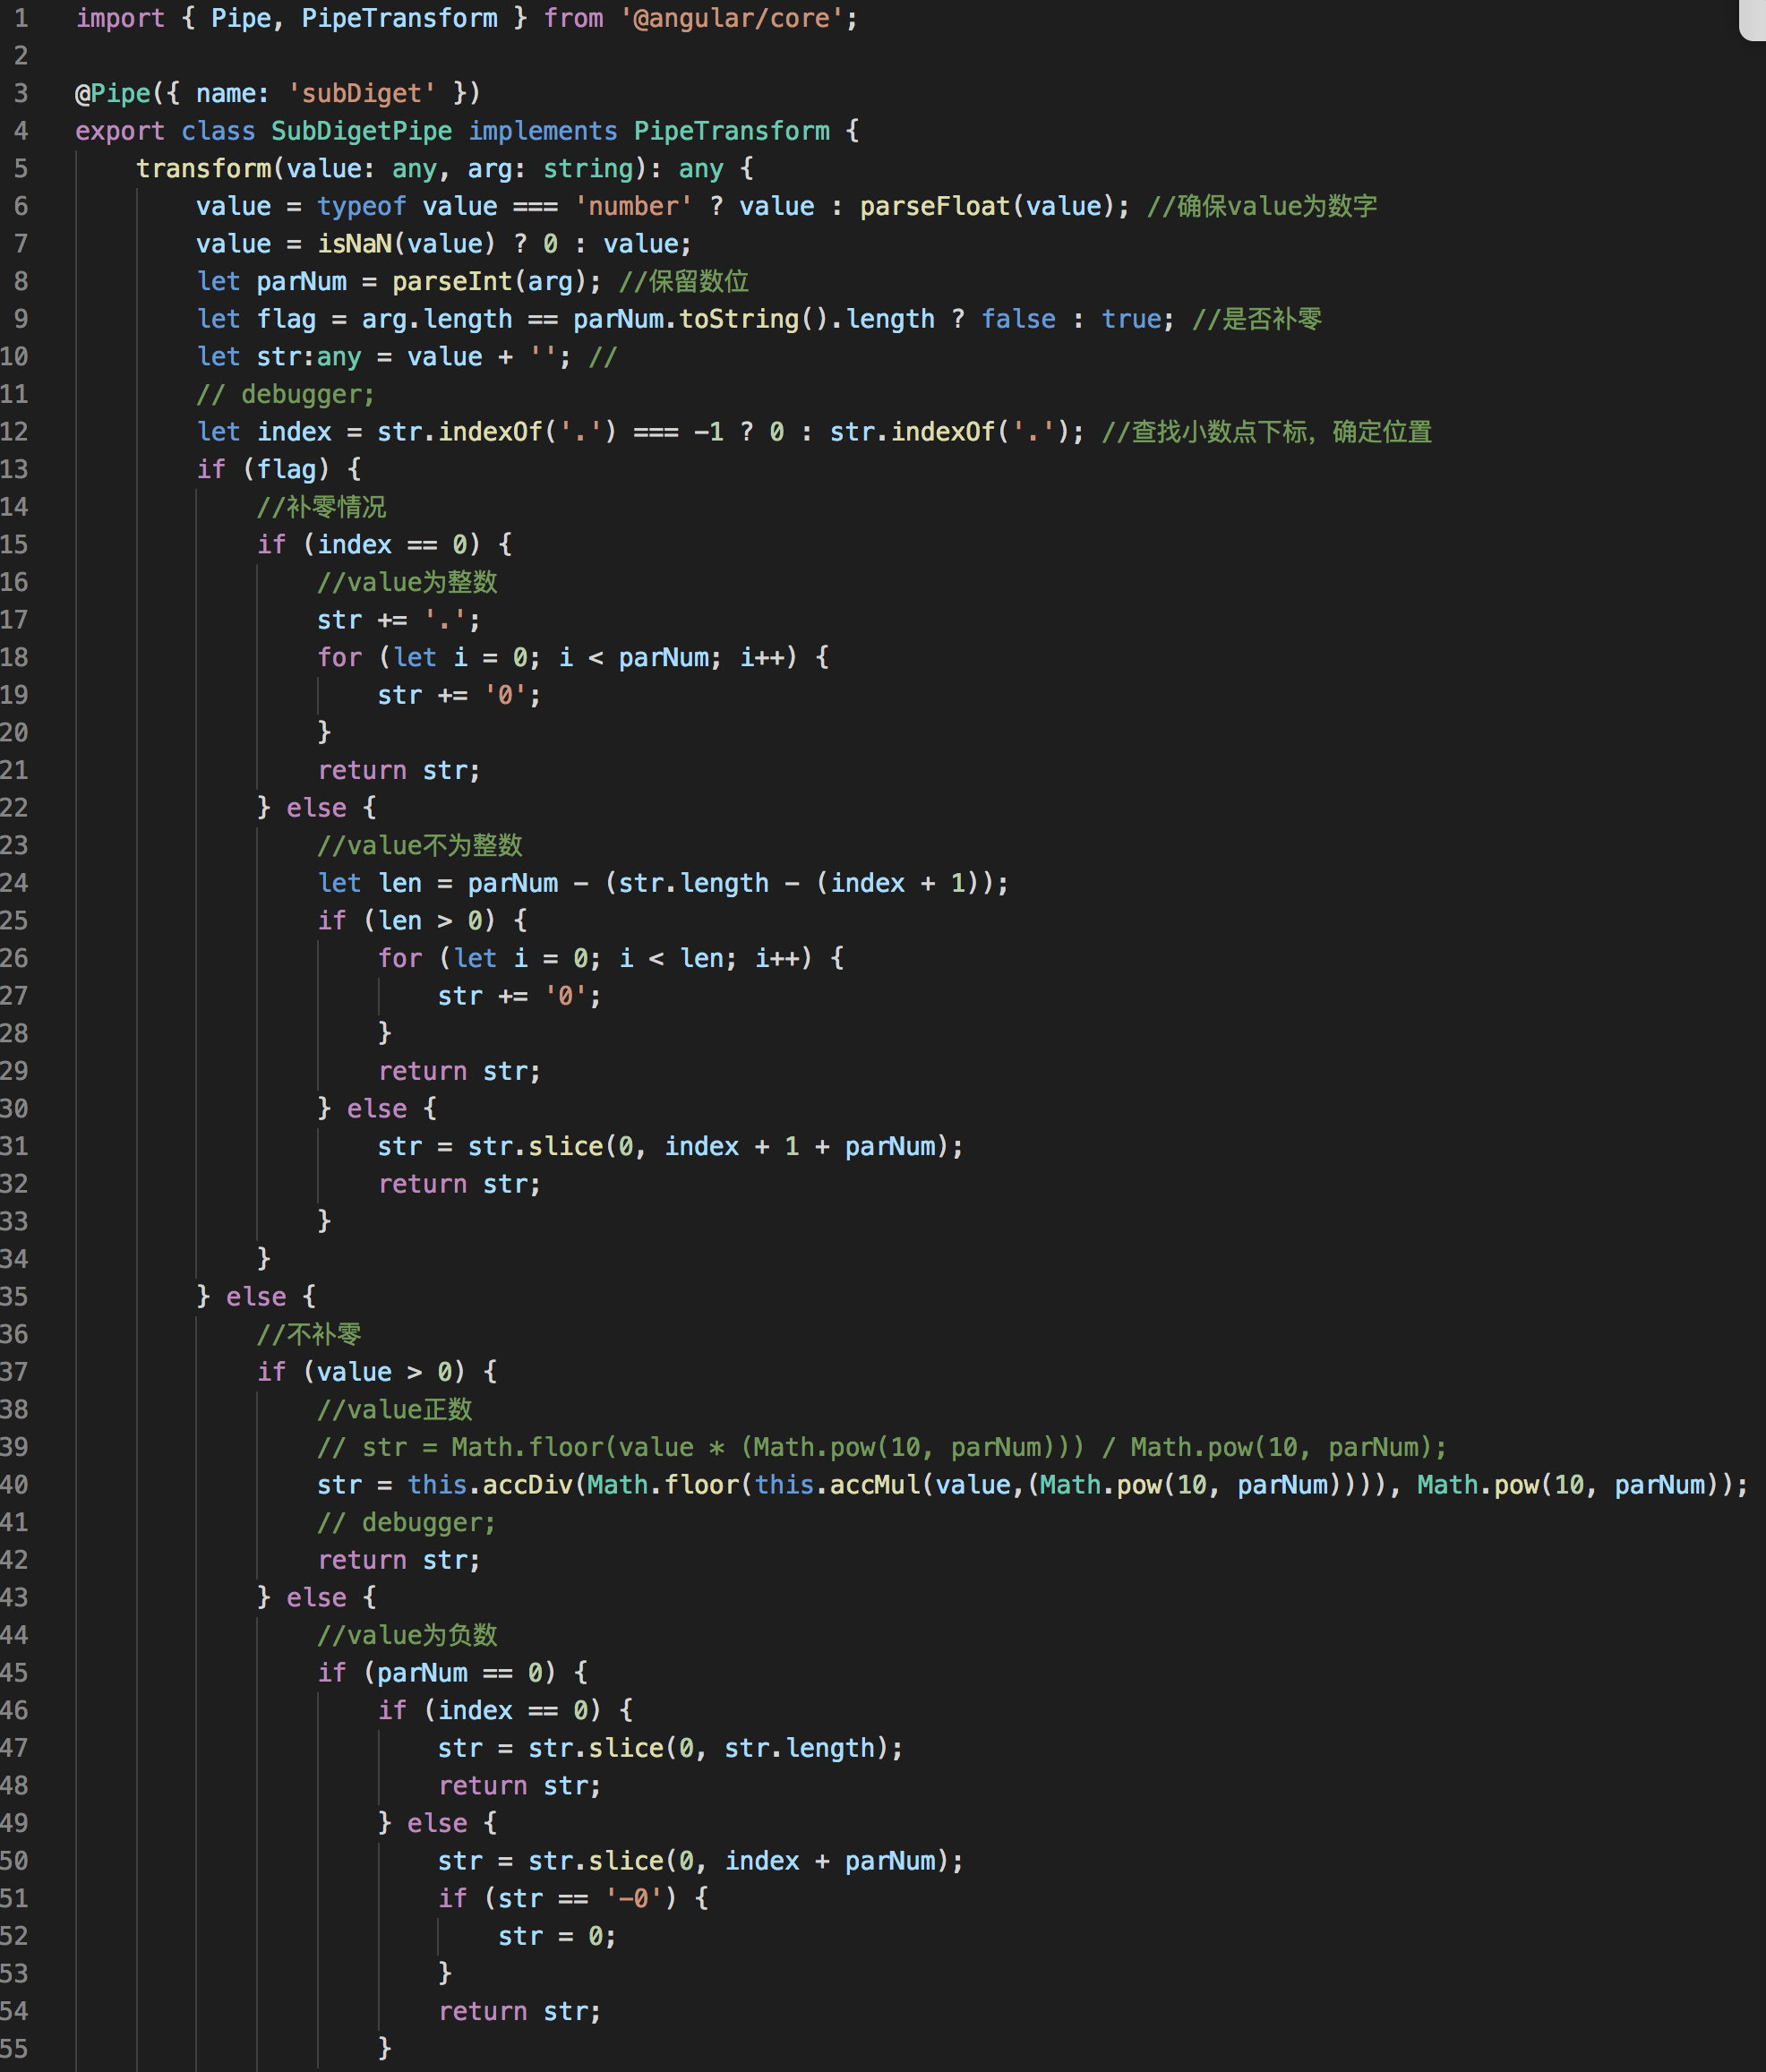 1 import { Pipe, PipeTransform } from '@angular/core';
2
3 @Pipe({ name: 'subDiget' })
4 export class SubDigetPipe implements PipeTransform {
5     transform(value: any, arg: string): any {
6         value = typeof value === 'number' ? value : parseFloat(value); //确保value为数字
7         value = isNaN(value) ? 0 : value;
8         let parNum = parseInt(arg); //保留数位
9         let flag = arg.length == parNum.toString().length ? false : true; //是否补零
10         let str:any = value + ''; //
11         // debugger;
12         let index = str.indexOf('.') === -1 ? 0 : str.indexOf('.'); //查找小数点下标，确定位置
13         if (flag) {
14             //补零情况
15             if (index == 0) {
16                 //value为整数
17                 str += '.';
18                 for (let i = 0; i < parNum; i++) {
19                     str += '0';
20                 }
21                 return str;
22             } else {
23                 //value不为整数
24                 let len = parNum - (str.length - (index + 1));
25                 if (len > 0) {
26                     for (let i = 0; i < len; i++) {
27                         str += '0';
28                     }
29                     return str;
30                 } else {
31                     str = str.slice(0, index + 1 + parNum);
32                     return str;
33                 }
34             }
35         } else {
36             //不补零
37             if (value > 0) {
38                 //value正数
39                 // str = Math.floor(value * (Math.pow(10, parNum))) / Math.pow(10, parNum);
40                 str = this.accDiv(Math.floor(this.accMul(value,(Math.pow(10, parNum)))), Math.pow(10, parNum));
41                 // debugger;
42                 return str;
43             } else {
44                 //value为负数
45                 if (parNum == 0) {
46                     if (index == 0) {
47                         str = str.slice(0, str.length);
48                         return str;
49                     } else {
50                         str = str.slice(0, index + parNum);
51                         if (str == '-0') {
52                             str = 0;
53                         }
54                         return str;
55                     }